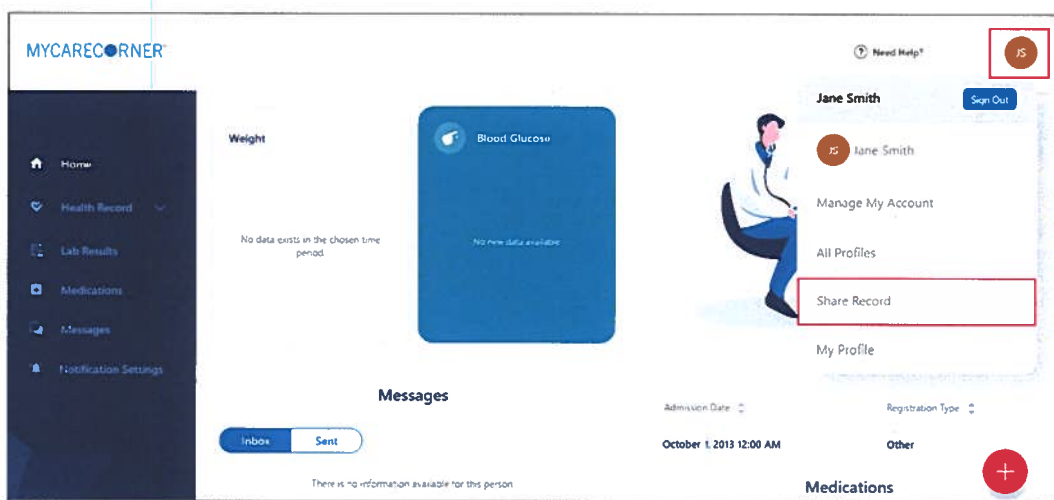 MYCARECORNER
Need Help?
JS
Jane Smith
Sign Out
JS Jane Smith
Manage My Account
All Profiles
Share Record
My Profile
Home
Health Record
Lab Results
Medications
Messages
Notification Settings
Weight
No data exists in the chosen time
period
Blood Glucose
No new data available
Messages
Inbox Sent
There is no information available for this person
Admission Date Registration Type
October 1, 2013 12:00 AM Other
Medications